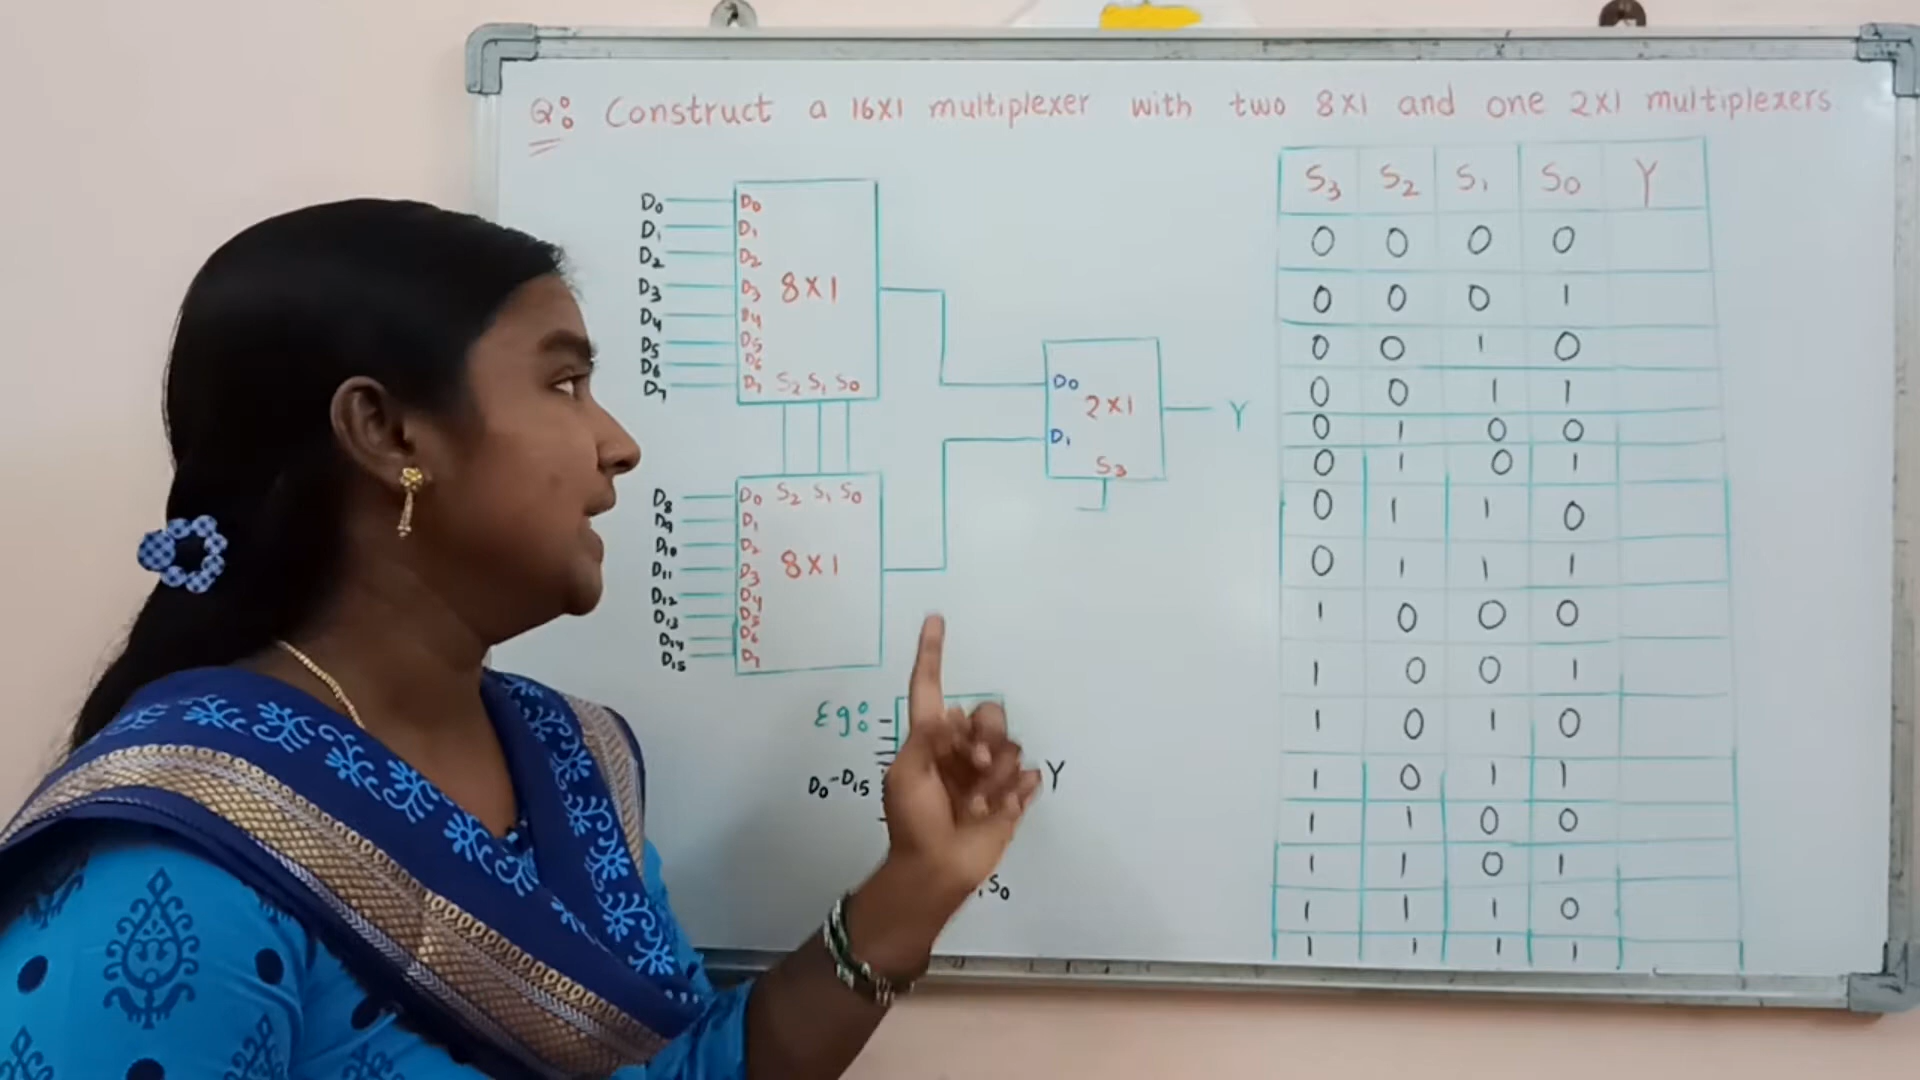 Q: Construct a 16X1 multiplexer with two 8X1 and one 2X1 multiplexers
D0 D0
D1 D1
D2 D2
D3 D3 8X1
D4 D4
D5 D5
D6 D6
D7 D7 S2 S1 S0
D0 2X1 Y
D1
S3
D8 D0 S2 S1 S0
D9 D1
D10 D2
D11 D3 8X1
D12 D4
D13 D5
D14 D6
D15 D7
Eg:
D0-D15 Y
S0
S3 S2 S1 S0 Y
0 0 0 0
0 0 0 1
0 0 1 0
0 0 1 1
0 1 0 0
0 1 0 1
0 1 1 0
0 1 1 1
1 0 0 0
1 0 0 1
1 0 1 0
1 0 1 1
1 1 0 0
1 1 0 1
1 1 1 0
1 1 1 1